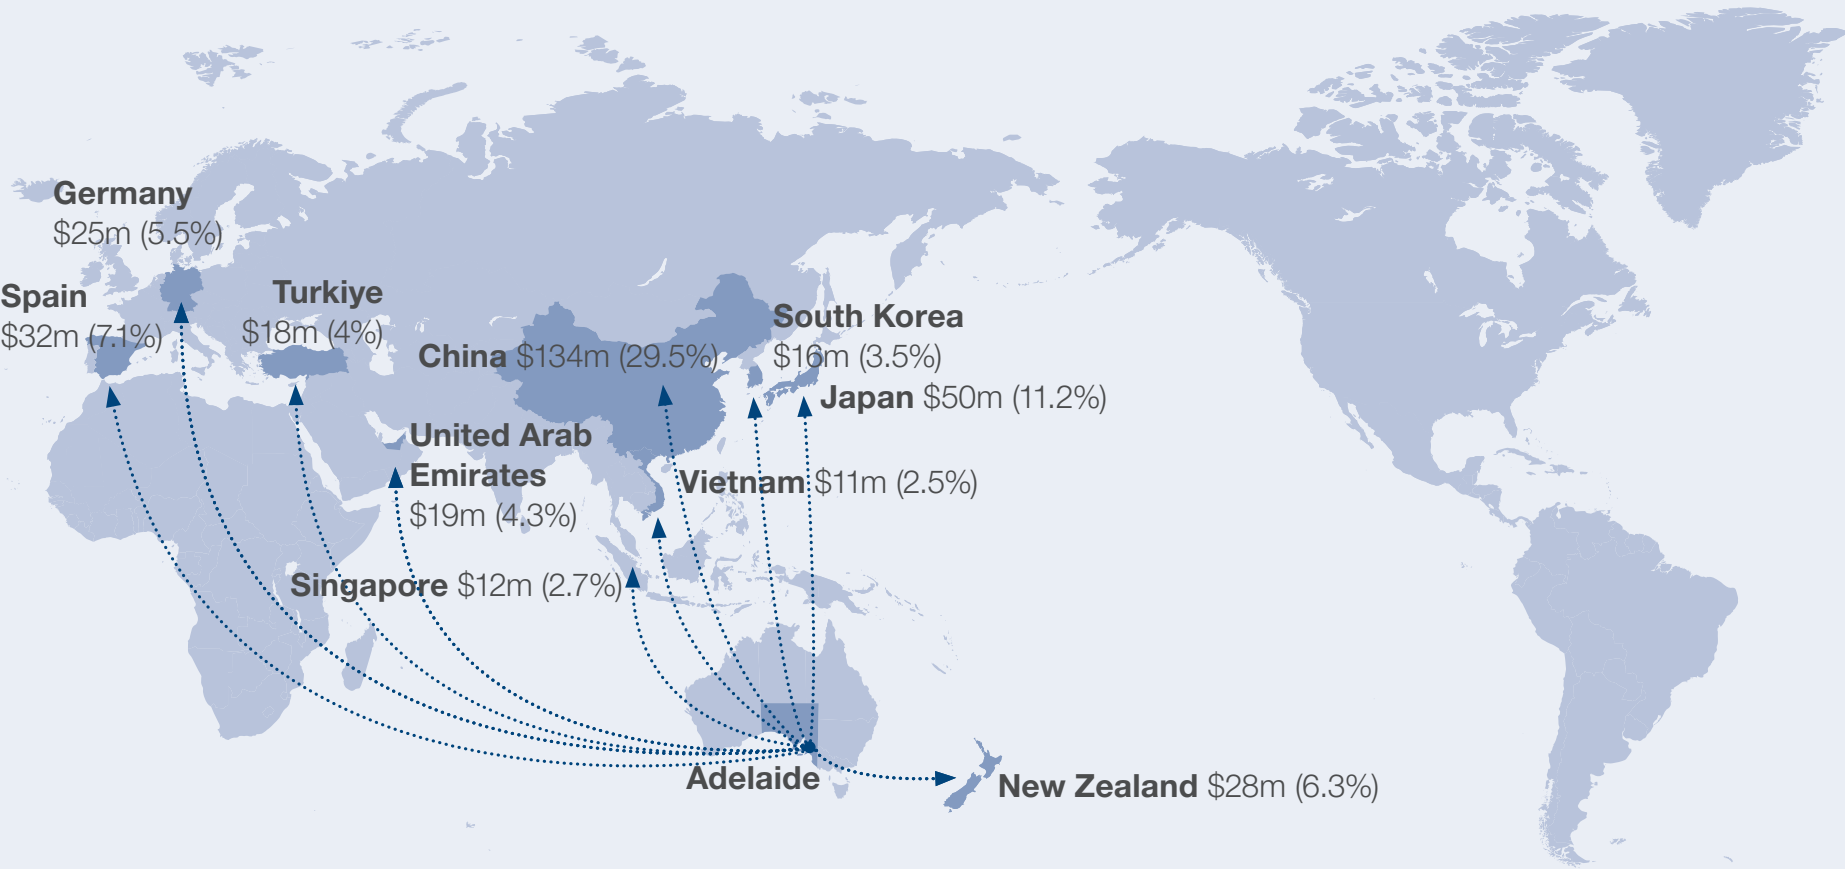 Germany
$25m (5.5%)
Spain
$32m (7.1%)
Turkiye
$18m (4%)
China $134m (29.5%)
South Korea
$16m (3.5%)
Japan $50m (11.2%)
United Arab
Emirates
$19m (4.3%)
Vietnam $11m (2.5%)
Singapore $12m (2.7%)
Adelaide
New Zealand $28m (6.3%)